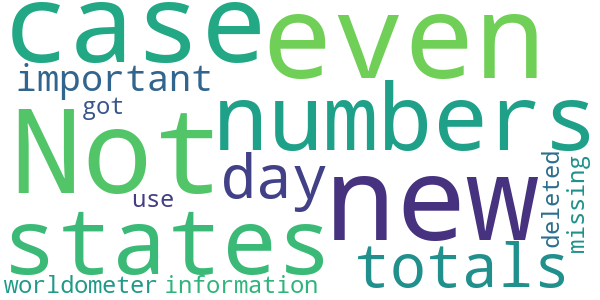 case even
important
got
numbers
Not
day
new
use
deleted
missing
states
totals
worldometer information